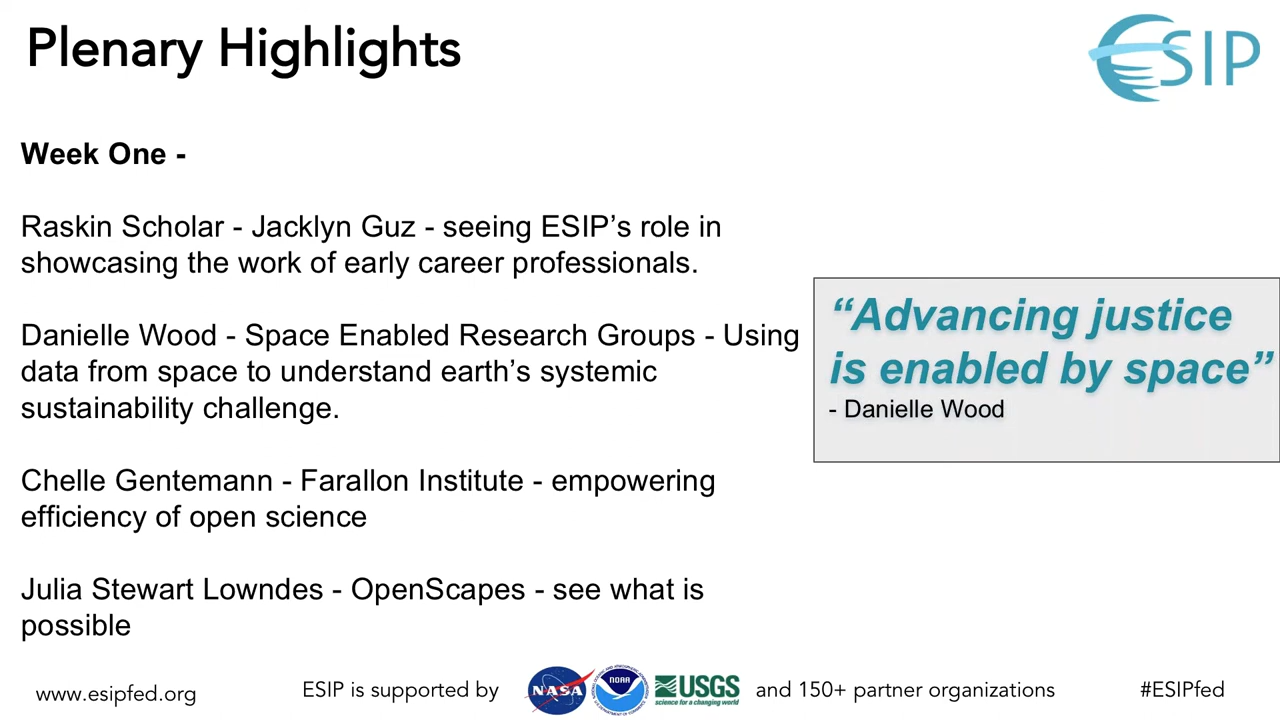 Plenary Highlights
ESIP
Week One -
Raskin Scholar - Jacklyn Guz - seeing ESIP’s role in
showcasing the work of early career professionals.
Danielle Wood - Space Enabled Research Groups - Using
data from space to understand earth’s systemic
sustainability challenge.
Chelle Gentemann - Farallon Institute - empowering
efficiency of open science
Julia Stewart Lowndes - OpenScapes - see what is
possible
“Advancing justice
is enabled by space”
- Danielle Wood
www.esipfed.org
ESIP is supported by
NASA
NOAA
USGS
science for a changing world
and 150+ partner organizations
#ESIPfed